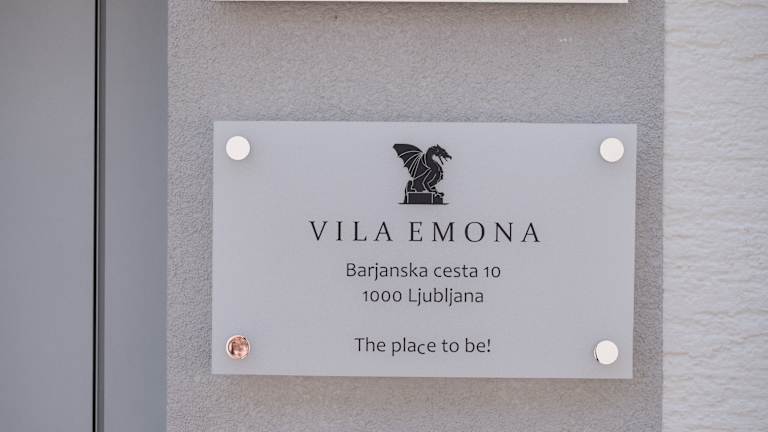 VILA EMONA
Barjanska cesta 10
1000 Ljubljana
The place to be!